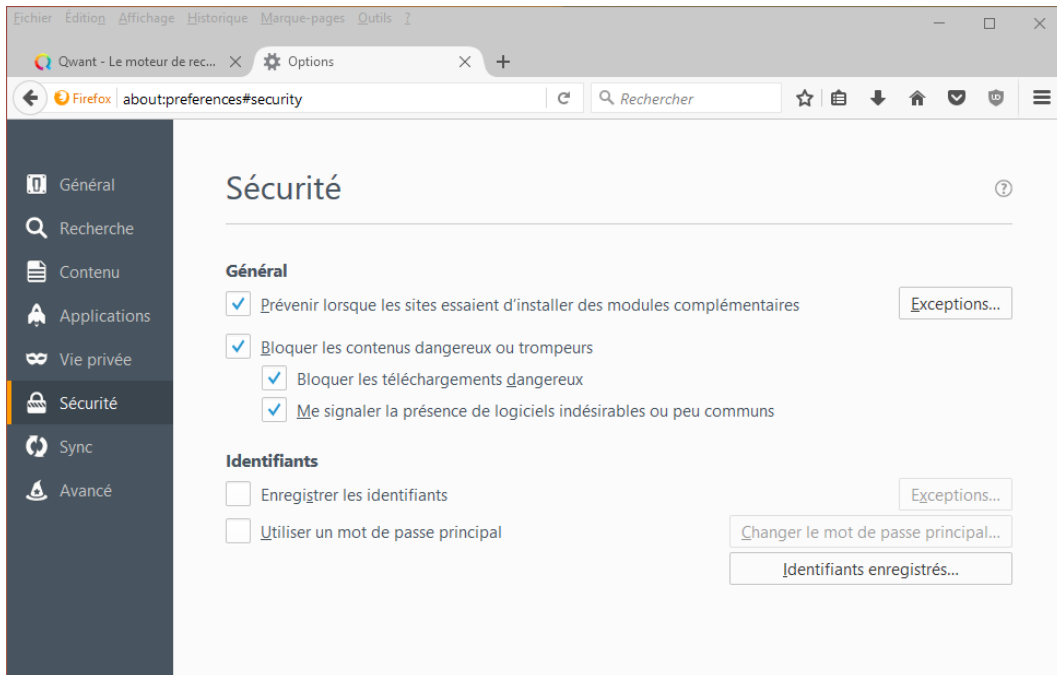 Fichier Édition Affichage Historique Marque-pages Outils ?
Qwant - Le moteur de rec... Options
Firefox about:preferences#security Rechercher
Général
Recherche
Contenu
Applications
Vie privée
Sécurité
Sync
Avancé
Sécurité
Général
Prévenir lorsque les sites essaient d'installer des modules complémentaires Exceptions...
Bloquer les contenus dangereux ou trompeurs
Bloquer les téléchargements dangereux
Me signaler la présence de logiciels indésirables ou peu communs
Identifiants
Enregistrer les identifiants Exceptions...
Utiliser un mot de passe principal Changer le mot de passe principal...
Identifiants enregistrés...